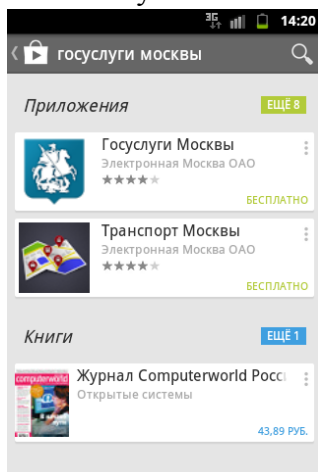 3G 14:20
госуслуги москвы
Приложения ЕЩЁ 8
Госуслуги Москвы
Электронная Москва ОАО
БЕСПЛАТНО
Транспорт Москвы
Электронная Москва ОАО
БЕСПЛАТНО
Книги ЕЩЁ 1
computerworld
Журнал Computerworld Росси
Открытые системы
43,89 РУБ.